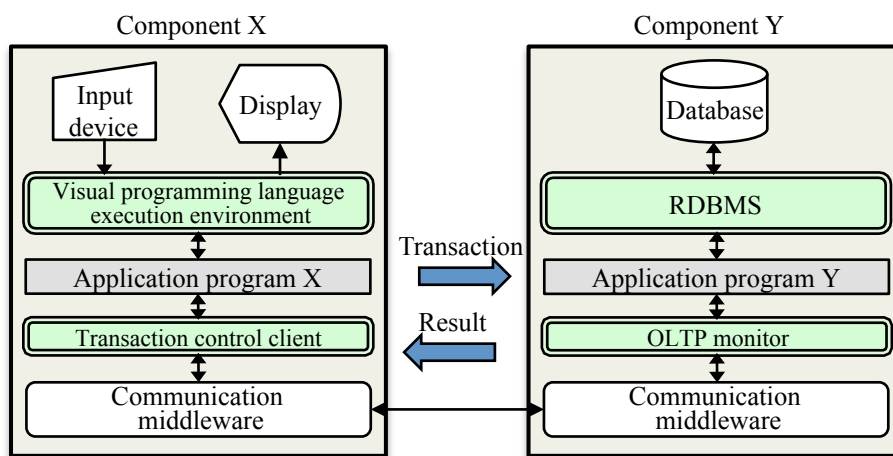 Component X
Input
device
Display
Visual programming language
execution environment
Application program X
Transaction control client
Communication
middleware
Transaction
Result
Component Y
Database
RDBMS
Application program Y
OLTP monitor
Communication
middleware